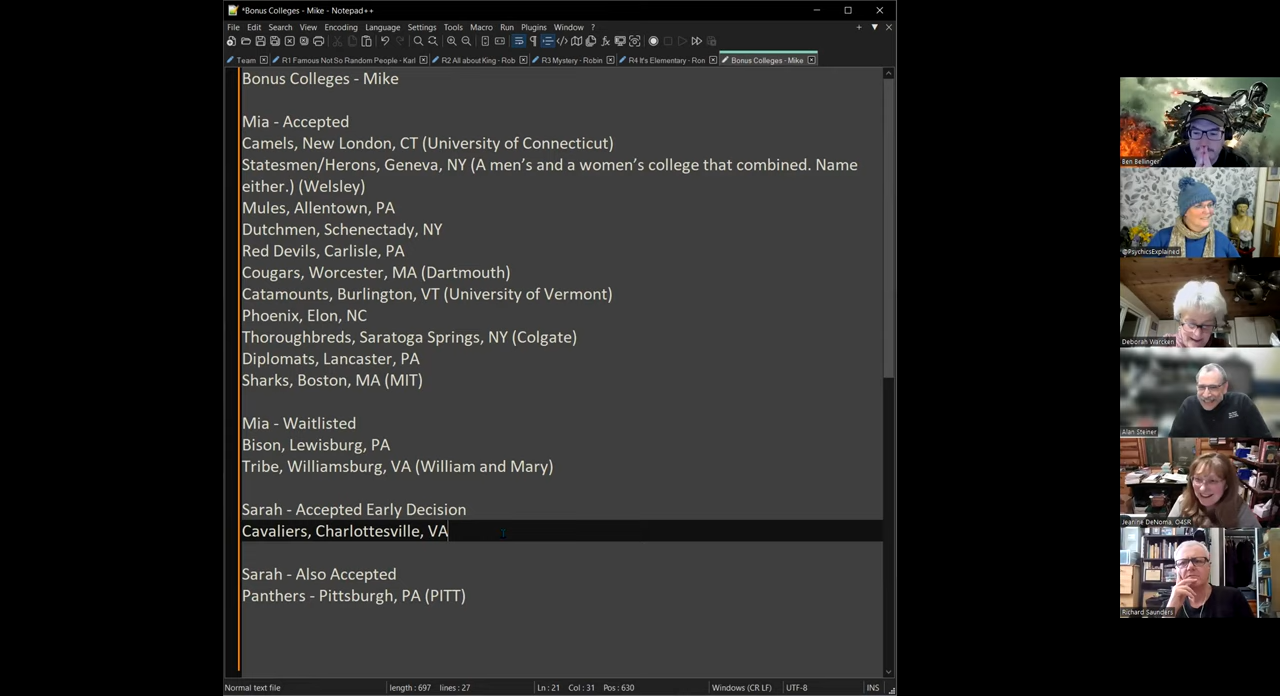 *Bonus Colleges - Mike - Notepad++
File Edit Search View Encoding Language Settings Tools Macro Run Plugins Window ?
Team R1 Famous Not So Random People - Karl R2 All about King - Rob R3 Mystery - Robin R4 It's Elementary - Ron Bonus Colleges - Mike
Bonus Colleges - Mike
Mia - Accepted
Camels, New London, CT (University of Connecticut)
Statesmen/Herons, Geneva, NY (A men's and a women's college that combined. Name
either.) (Welsley)
Mules, Allentown, PA
Dutchmen, Schenectady, NY
Red Devils, Carlisle, PA
Cougars, Worcester, MA (Dartmouth)
Catamounts, Burlington, VT (University of Vermont)
Phoenix, Elon, NC
Thoroughbreds, Saratoga Springs, NY (Colgate)
Diplomats, Lancaster, PA
Sharks, Boston, MA (MIT)
Mia - Waitlisted
Bison, Lewisburg, PA
Tribe, Williamsburg, VA (William and Mary)
Sarah - Accepted Early Decision
Cavaliers, Charlottesville, VA
Sarah - Also Accepted
Panthers - Pittsburgh, PA (PITT)
Normal text file length : 697 lines : 27 Ln : 21 Col : 31 Pos : 630 Windows (CR LF) UTF-8 INS
Ben Bellinger
@PsychicsExplained
Deborah Warcken
Alan Steiner
Jeanine DeNoma, O4SR
Richard Saunders